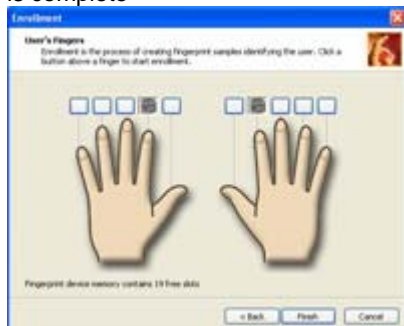 is complete
Enrollment
User's Fingers
Enrollment is the process of creating fingerprint samples identifying the user. Click a
button above a finger to start enrollment.
Fingerprint device memory contains 19 free slots
< Back
Finish
Cancel